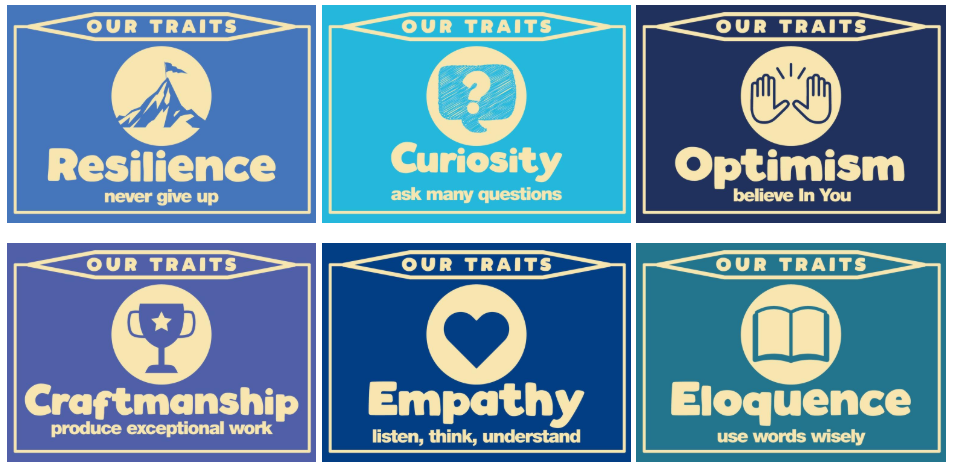 OUR TRAITS
Resilience
never give up
OUR TRAITS
?
Curiosity
ask many questions
OUR TRAITS
Optimism
believe In You
OUR TRAITS
Craftmanship
produce exceptional work
OUR TRAITS
Empathy
listen, think, understand
OUR TRAITS
Eloquence
use words wisely